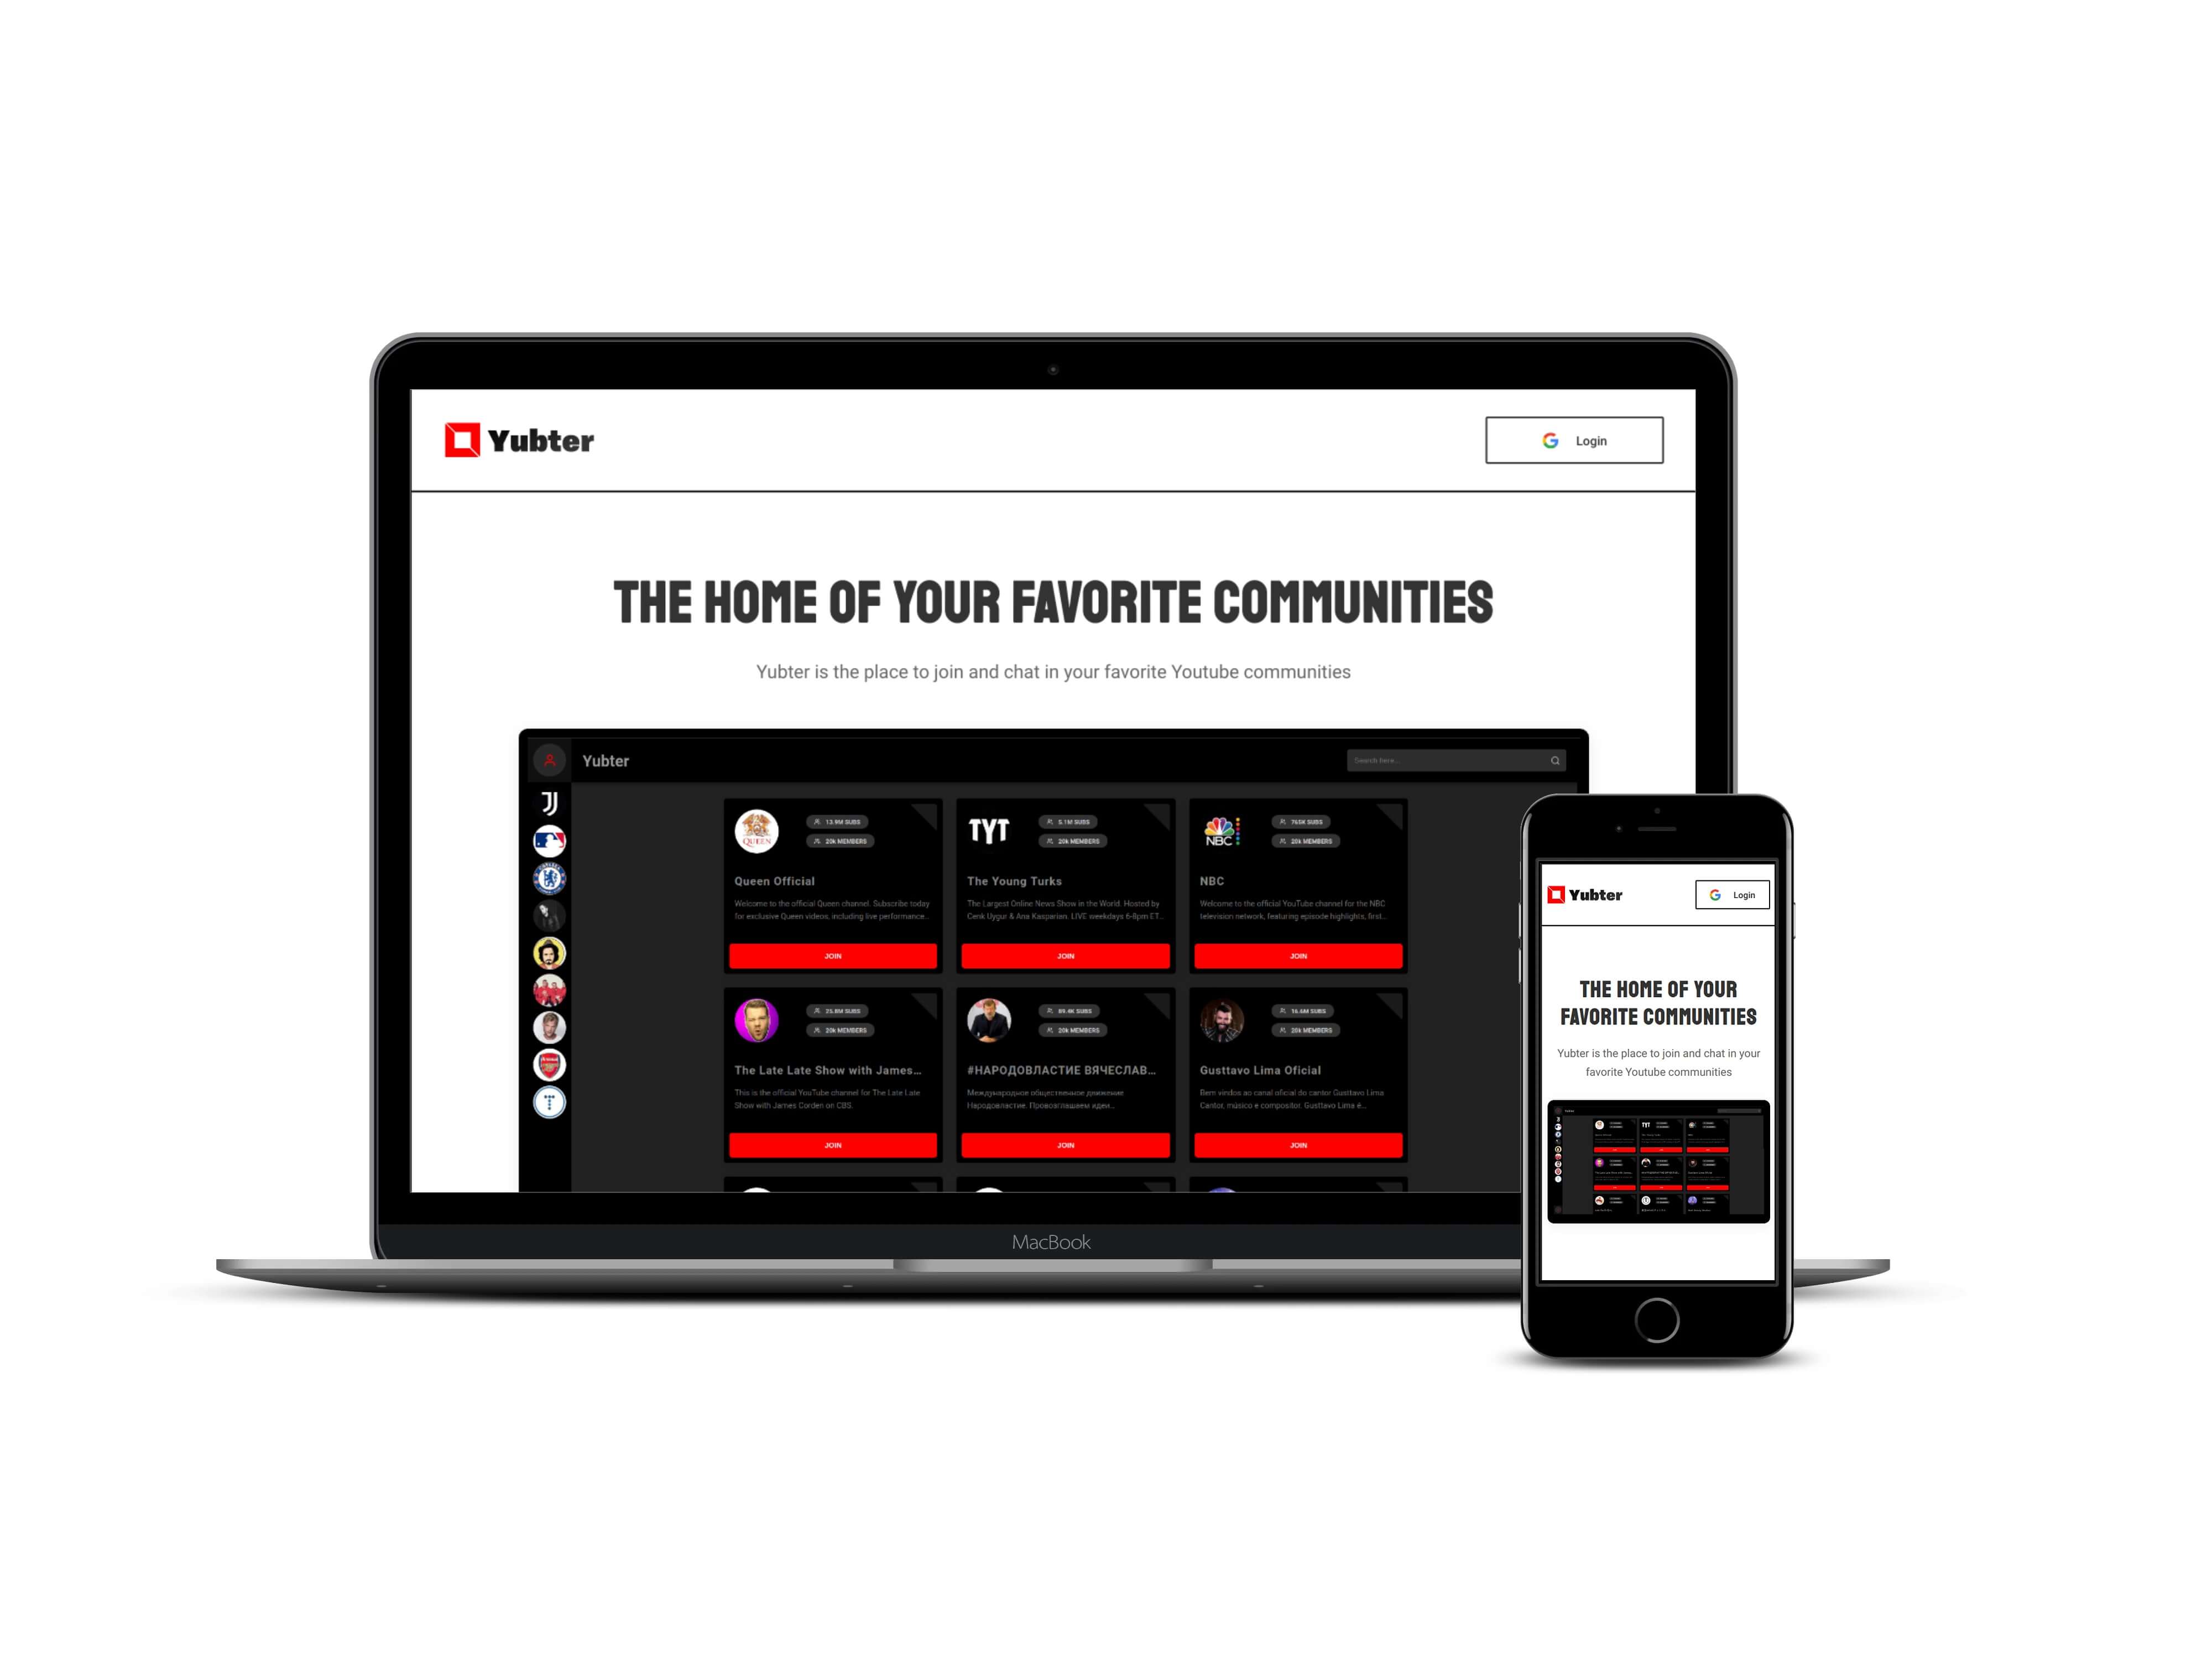 Yubter
Login
THE HOME OF YOUR FAVORITE COMMUNITIES
Yubter is the place to join and chat in your favorite Youtube communities
Yubter
Search here...
QUEEN
13.9M SUBS
20k MEMBERS
Queen Official
Welcome to the official Queen channel. Subscribe today
for exclusive Queen videos, including live performance...
JOIN
TYT
5.1M SUBS
20k MEMBERS
The Young Turks
The Largest Online News Show in the World. Hosted by
Cenk Uygur & Ana Kasparian. LIVE weekdays 6-8pm ET...
JOIN
NBC
765K SUBS
20k MEMBERS
NBC
Welcome to the official YouTube channel for the NBC
television network, featuring episode highlights, first...
JOIN
25.8M SUBS
20k MEMBERS
The Late Late Show with James...
This is the official YouTube channel for The Late Late
Show with James Corden on CBS.
JOIN
89.4K SUBS
20k MEMBERS
#НАРОДОВЛАСТИЕ ВЯЧЕСЛАВ...
Международное общественное движение
Народовластие. Провозглашаем идеи...
JOIN
16.6M SUBS
20k MEMBERS
Gusttavo Lima Oficial
Bem vindos ao canal oficial do cantor Gusttavo Lima
Cantor, músico e compositor. Gusttavo Lima é...
JOIN
MacBook
Yubter
Login
THE HOME OF YOUR
FAVORITE COMMUNITIES
Yubter is the place to join and chat in your
favorite Youtube communities
TYT